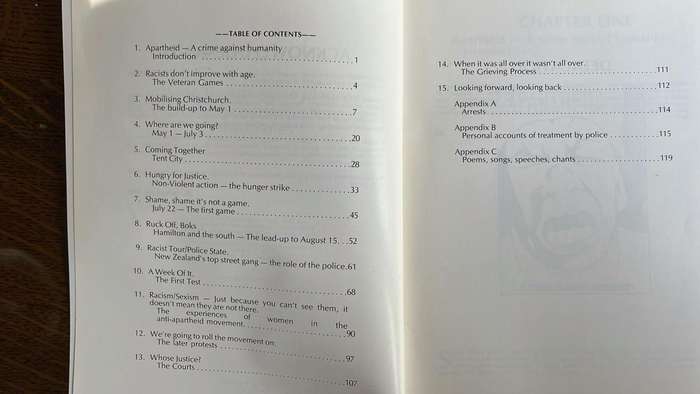 ——TABLE OF CONTENTS——
1. Apartheid — A crime against humanity
Introduction ....................................1
2. Racists don't improve with age.
The Veteran Games ................................4
3. Mobilising Christchurch.
The build-up to May 1 .............................7
4. Where are we going?
May 1 — July 3....................................20
5. Coming Together
Tent City.........................................28
6. Hungry for Justice.
Non-Violent action — the hunger strike ..............33
7. Shame, shame it's not a game.
July 22 — The first game ..........................45
8. Ruck Off, Boks
Hamilton and the south — The lead-up to August 15. ..52
9. Racist Tour/Police State.
New Zealand's top street gang — the role of the police.61
10. A Week Of It.
The First Test ....................................68
11. Racism/Sexism — Just because you can't see them, it
doesn't mean they are not there.
The experiences of women in the
anti-apartheid movement. ..........................90
12. We're going to roll the movement on.
The later protests ................................97
13. Whose Justice?
The Courts .......................................107
14. When it was all over it wasn't all over.
The Grieving Process ..............................111
15. Looking forward, looking back ......................112
Appendix A
Arrests...........................................114
Appendix B
Personal accounts of treatment by police .............115
Appendix C
Poems, songs, speeches, chants .....................119
CHAPTER ONE